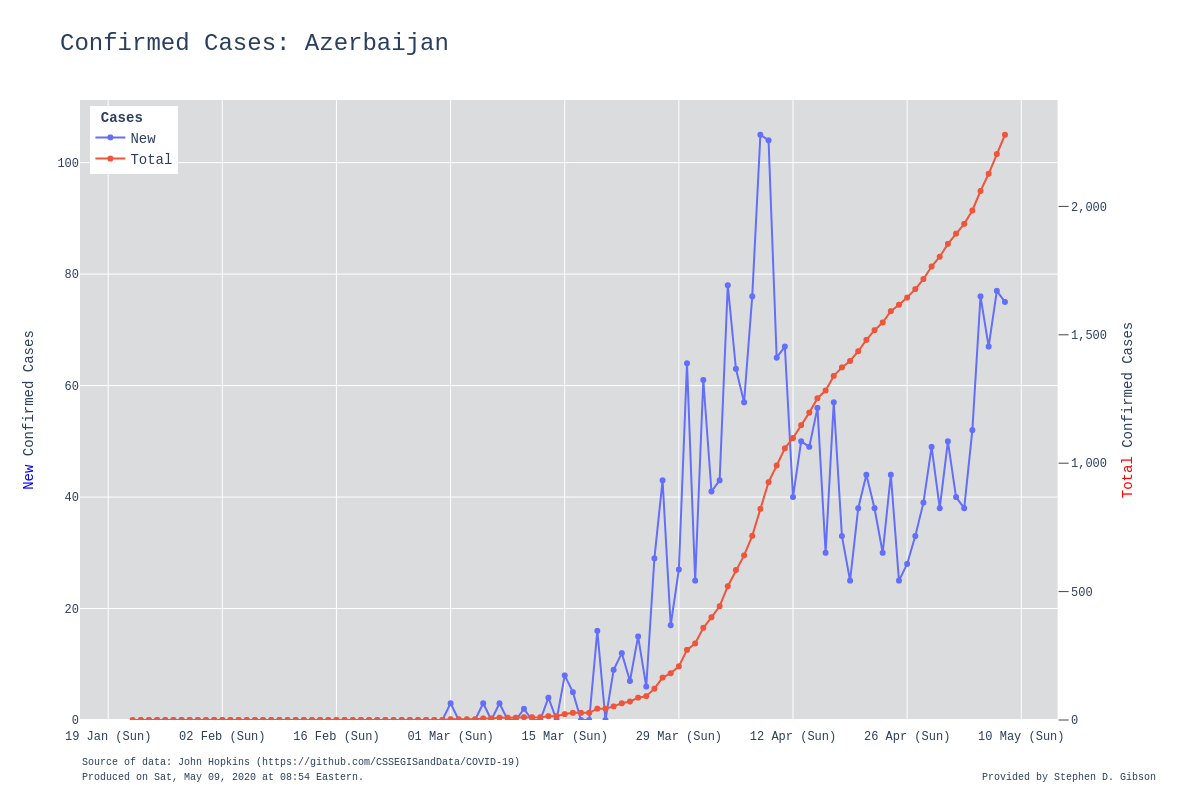 Confirmed Cases: Azerbaijan
Cases
New
Total
100
80
60
40
20
0
2,000
1,500
1,000
500
0
New Confirmed Cases
Total Confirmed Cases
19 Jan (Sun)
02 Feb (Sun)
16 Feb (Sun)
01 Mar (Sun)
15 Mar (Sun)
29 Mar (Sun)
12 Apr (Sun)
26 Apr (Sun)
10 May (Sun)
Source of data: John Hopkins (https://github.com/CSSEGISandData/COVID-19)
Produced on Sat, May 09, 2020 at 08:54 Eastern.
Provided by Stephen D. Gibson